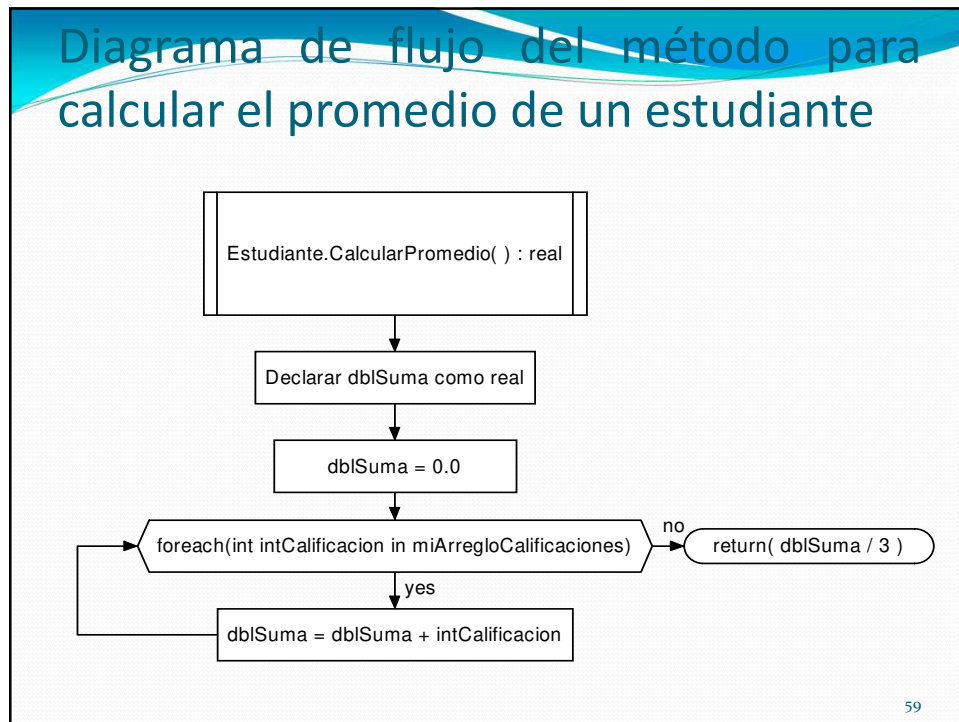 Diagrama de flujo del método para
calcular el promedio de un estudiante
Estudiante.CalcularPromedio( ) : real
Declarar dblSuma como real
dblSuma = 0.0
foreach(int intCalificacion in miArregloCalificaciones)
no
return( dblSuma / 3 )
yes
dblSuma = dblSuma + intCalificacion
59